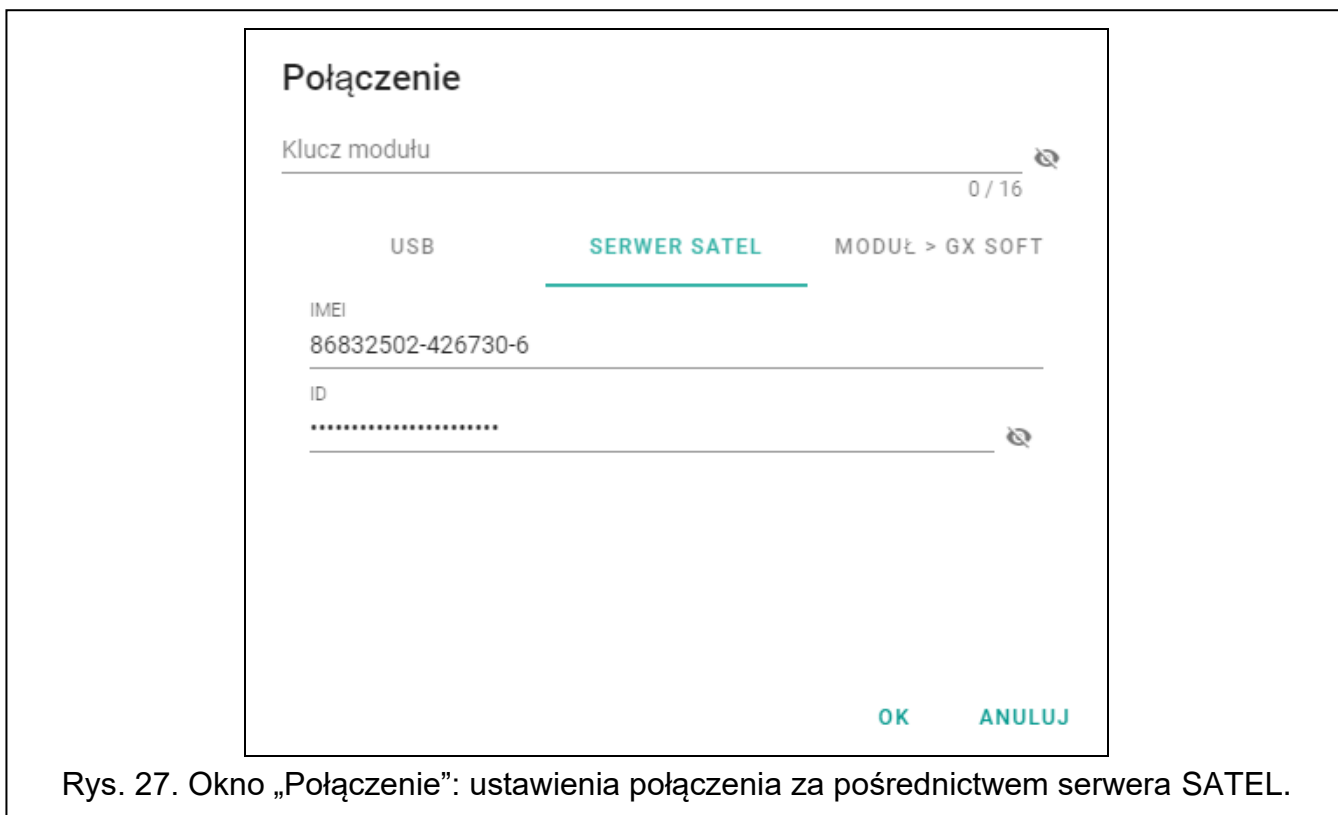 Połączenie
Klucz modułu
0 / 16
USB SERWER SATEL MODUŁ > GX SOFT
IMEI
86832502-426730-6
ID
•••••••••••••••••••••••
OK ANULUJ
Rys. 27. Okno „Połączenie”: ustawienia połączenia za pośrednictwem serwera SATEL.